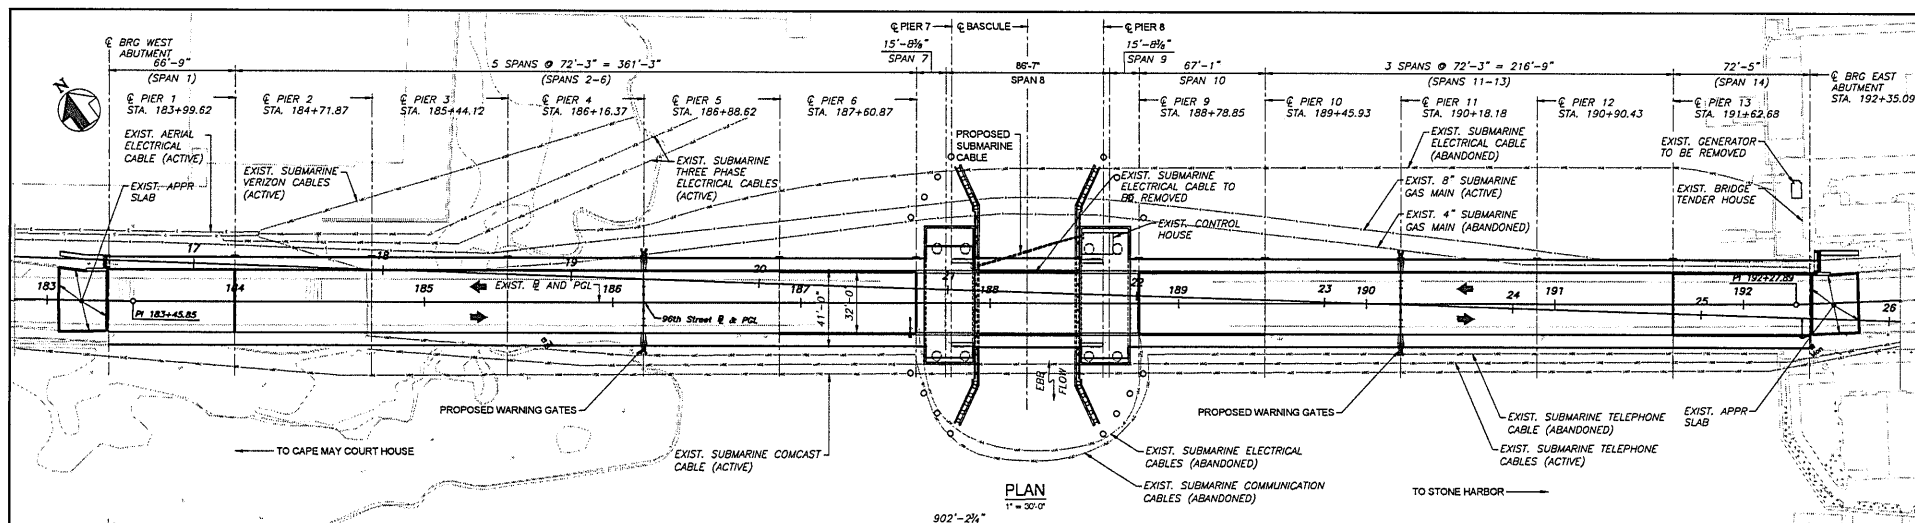 ℄ PIER 7
℄ BASCULE
℄ PIER 8
℄ BRG WEST
ABUTMENT
66'-9"
(SPAN 1)
5 SPANS @ 72'-3" = 361'-3"
(SPANS 2-6)
15'-8⅜"
SPAN 7
86'-7"
SPAN 8
15'-8⅜"
SPAN 9
67'-1"
SPAN 10
3 SPANS @ 72'-3" = 216'-9"
(SPANS 11-13)
72'-5"
(SPAN 14)
℄ BRG EAST
ABUTMENT
STA. 192+35.09
N
℄ PIER 1
STA. 183+99.62
℄ PIER 2
STA. 184+71.87
℄ PIER 3
STA. 185+44.12
℄ PIER 4
STA. 186+16.37
℄ PIER 5
STA. 186+88.62
℄ PIER 6
STA. 187+60.87
℄ PIER 9
STA. 188+78.85
℄ PIER 10
STA. 189+45.93
℄ PIER 11
STA. 190+18.18
℄ PIER 12
STA. 190+90.43
℄ PIER 13
STA. 191+62.68
EXIST. AERIAL
ELECTRICAL
CABLE (ACTIVE)
EXIST. APPR
SLAB
EXIST. SUBMARINE
VERIZON CABLES
(ACTIVE)
EXIST. SUBMARINE
THREE PHASE
ELECTRICAL CABLES
(ACTIVE)
PROPOSED
SUBMARINE
CABLE
EXIST. SUBMARINE
ELECTRICAL CABLE TO
BE REMOVED
EXIST. CONTROL
HOUSE
EXIST. SUBMARINE
ELECTRICAL CABLE
(ABANDONED)
EXIST. 8" SUBMARINE
GAS MAIN (ACTIVE)
EXIST. 4" SUBMARINE
GAS MAIN (ABANDONED)
EXIST. GENERATOR
TO BE REMOVED
EXIST. BRIDGE
TENDER HOUSE
17
18
19
20
21
22
23
24
25
26
183
184
185
186
187
188
189
190
191
192
PI 183+45.85
EXIST. ℄ AND PGL
96th Street ℄ & PGL
41'-0"
32'-0"
PI 192+27.89
EBB
FLOW
PROPOSED WARNING GATES
PROPOSED WARNING GATES
TO CAPE MAY COURT HOUSE
EXIST. SUBMARINE COMCAST
CABLE (ACTIVE)
EXIST. SUBMARINE ELECTRICAL
CABLES (ABANDONED)
EXIST. SUBMARINE COMMUNICATION
CABLES (ABANDONED)
EXIST. SUBMARINE TELEPHONE
CABLE (ABANDONED)
EXIST. SUBMARINE TELEPHONE
CABLES (ACTIVE)
EXIST. APPR
SLAB
TO STONE HARBOR
PLAN
1" = 30'-0"
902'-2¼"